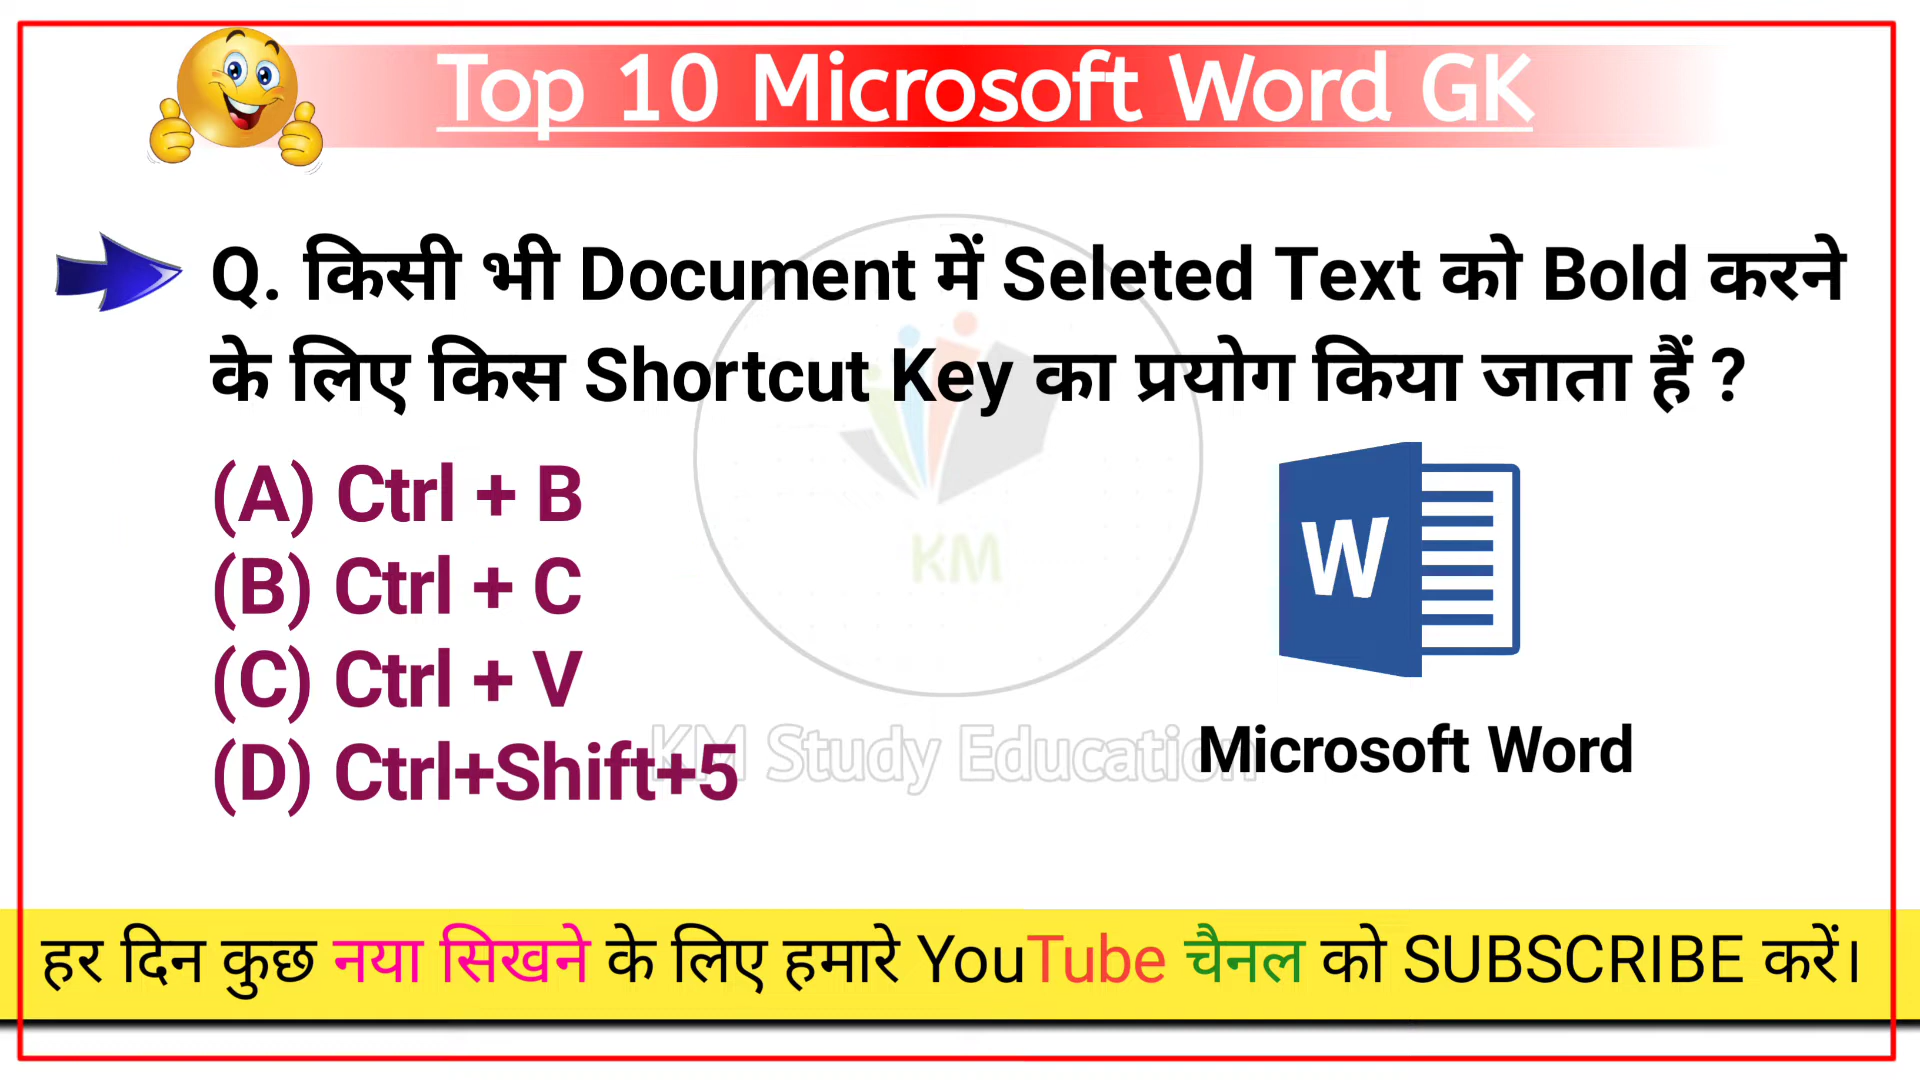 Top 10 Microsoft Word GK
Q. किसी भी Document में Seleted Text को Bold करने
के लिए किस Shortcut Key का प्रयोग किया जाता हैं ?
(A) Ctrl + B
(B) Ctrl + C
(C) Ctrl + V
(D) Ctrl+Shift+5
KM
W
KM Study Education
Microsoft Word
हर दिन कुछ नया सिखने के लिए हमारे YouTube चैनल को SUBSCRIBE करें।